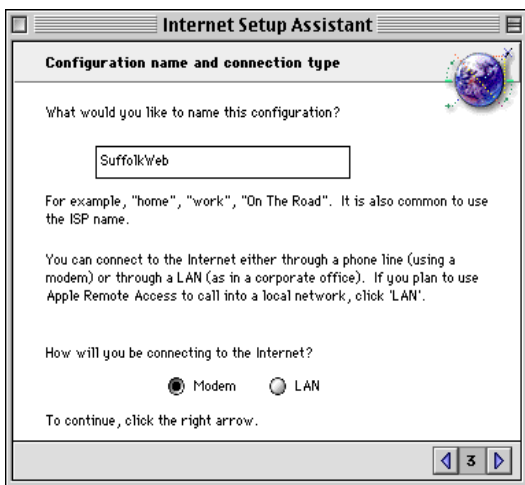 Internet Setup Assistant
Configuration name and connection type
What would you like to name this configuration?
SuffolkWeb
For example, "home", "work", "On The Road". It is also common to use
the ISP name.
You can connect to the Internet either through a phone line (using a
modem) or through a LAN (as in a corporate office). If you plan to use
Apple Remote Access to call into a local network, click 'LAN'.
How will you be connecting to the Internet?
Modem LAN
To continue, click the right arrow.
3